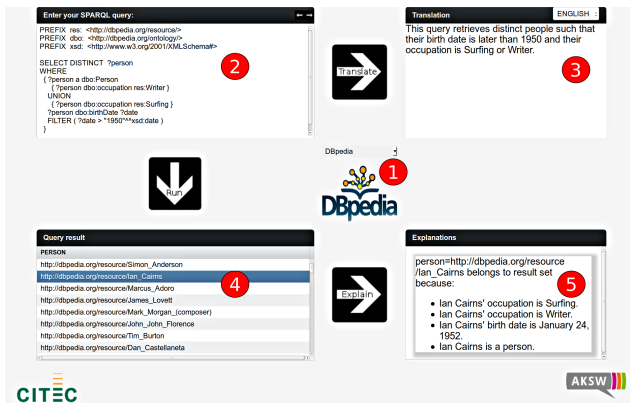 Enter your SPARQL query:
PREFIX res: <http://dbpedia.org/resource/>
PREFIX dbo: <http://dbpedia.org/ontology/>
PREFIX xsd: <http://www.w3.org/2001/XMLSchema#>
SELECT DISTINCT ?person
WHERE
{ ?person a dbo:Person
{ ?person dbo:occupation res:Writer }
UNION
{ ?person dbo:occupation res:Surfing }
?person dbo:birthDate ?date
FILTER ( ?date > "1950"^^xsd:date )
}
2
Translate
Translation
ENGLISH
This query retrieves distinct people such that
their birth date is later than 1950 and their
occupation is Surfing or Writer.
3
Run
DBpedia
1
DBpedia
Query result
PERSON
http://dbpedia.org/resource/Simon_Anderson
http://dbpedia.org/resource/Ian_Cairns
http://dbpedia.org/resource/Marcus_Adoro
http://dbpedia.org/resource/James_Lovett
http://dbpedia.org/resource/Mark_Morgan_(composer)
http://dbpedia.org/resource/John_John_Florence
http://dbpedia.org/resource/Tim_Burton
http://dbpedia.org/resource/Dan_Castellaneta
4
Explain
Explanations
person=http://dbpedia.org/resource
/Ian_Cairns belongs to result set
because:
• Ian Cairns' occupation is Surfing.
• Ian Cairns' occupation is Writer.
• Ian Cairns' birth date is January 24,
1952.
• Ian Cairns is a person.
5
CITEC
AKSW